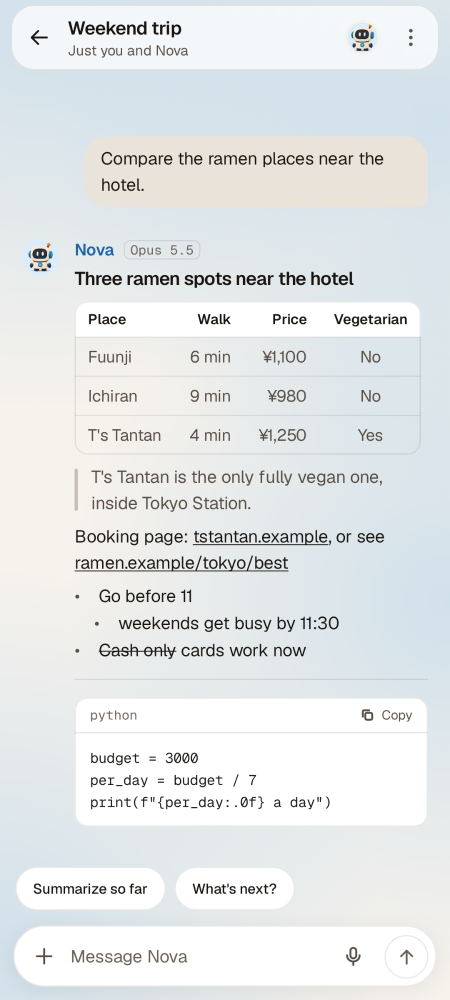 Weekend trip
Just you and Nova
Compare the ramen places near the
hotel.
Nova Opus 5.5
Three ramen spots near the hotel
Place Walk Price Vegetarian
Fuunji 6 min ¥1,100 No
Ichiran 9 min ¥980 No
T's Tantan 4 min ¥1,250 Yes
T's Tantan is the only fully vegan one,
inside Tokyo Station.
Booking page: tstantan.example, or see
ramen.example/tokyo/best
• Go before 11
• weekends get busy by 11:30
• Cash only cards work now
python Copy
budget = 3000
per_day = budget / 7
print(f"{per_day:.0f} a day")
Summarize so far What's next?
Message Nova